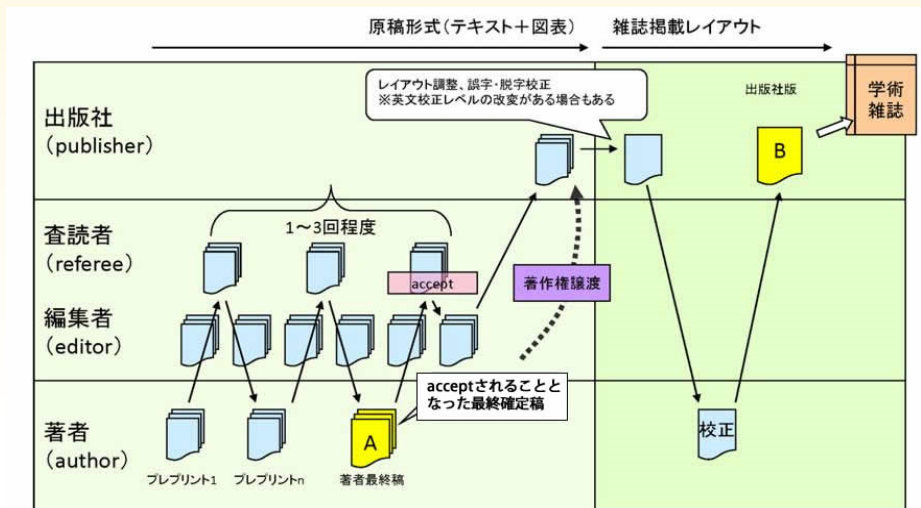 原稿形式(テキスト+図表)
雑誌掲載レイアウト
レイアウト調整、誤字・脱字校正
※英文校正レベルの改変がある場合もある
出版社版
学術
雑誌
出版社
(publisher)
B
1~3回程度
査読者
(referee)
accept
著作権譲渡
編集者
(editor)
acceptされることと
なった最終確定稿
著者
(author)
A
校正
プレプリント1
プレプリントn
著者最終稿